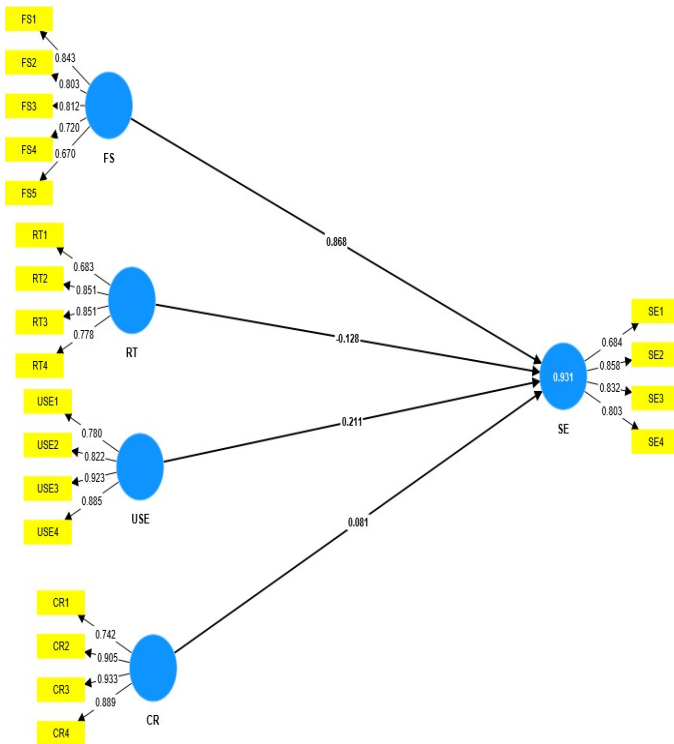 FS1
0.843
FS2
0.803
FS3
0.812
FS4
0.720
0.670
FS5
FS
0.868
RT1
0.683
RT2
0.851
RT3
0.851
RT4
0.778
RT
-0.128
USE1
0.780
USE2
0.822
USE3
0.923
USE4
0.885
USE
0.211
CR1
0.742
CR2
0.905
CR3
0.933
CR4
0.889
CR
0.081
0.931
SE
SE1
0.684
SE2
0.858
SE3
0.832
0.803
SE4